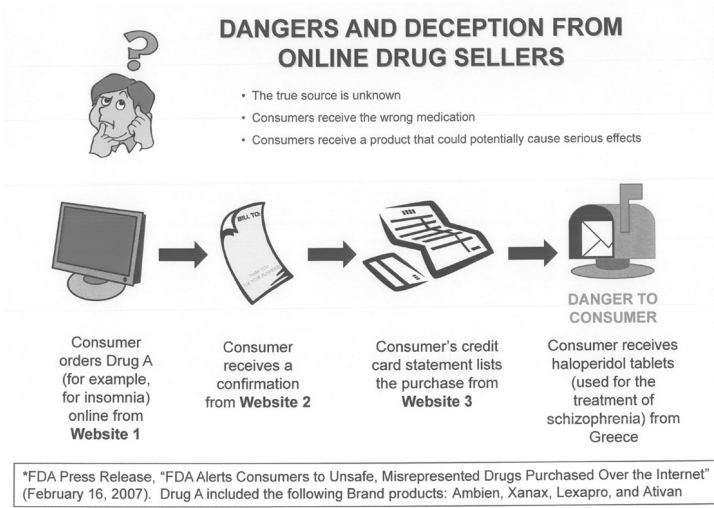 DANGERS AND DECEPTION FROM
ONLINE DRUG SELLERS
• The true source is unknown
• Consumers receive the wrong medication
• Consumers receive a product that could potentially cause serious effects
BILL TO:
THANK YOU
FOR YOUR BUSINESS
Consumer
orders Drug A
(for example,
for insomnia)
online from
Website 1
Consumer
receives a
confirmation
from Website 2
Consumer's credit
card statement lists
the purchase from
Website 3
DANGER TO
CONSUMER
Consumer receives
haloperidol tablets
(used for the
treatment of
schizophrenia) from
Greece
*FDA Press Release, “FDA Alerts Consumers to Unsafe, Misrepresented Drugs Purchased Over the Internet”
(February 16, 2007). Drug A included the following Brand products: Ambien, Xanax, Lexapro, and Ativan